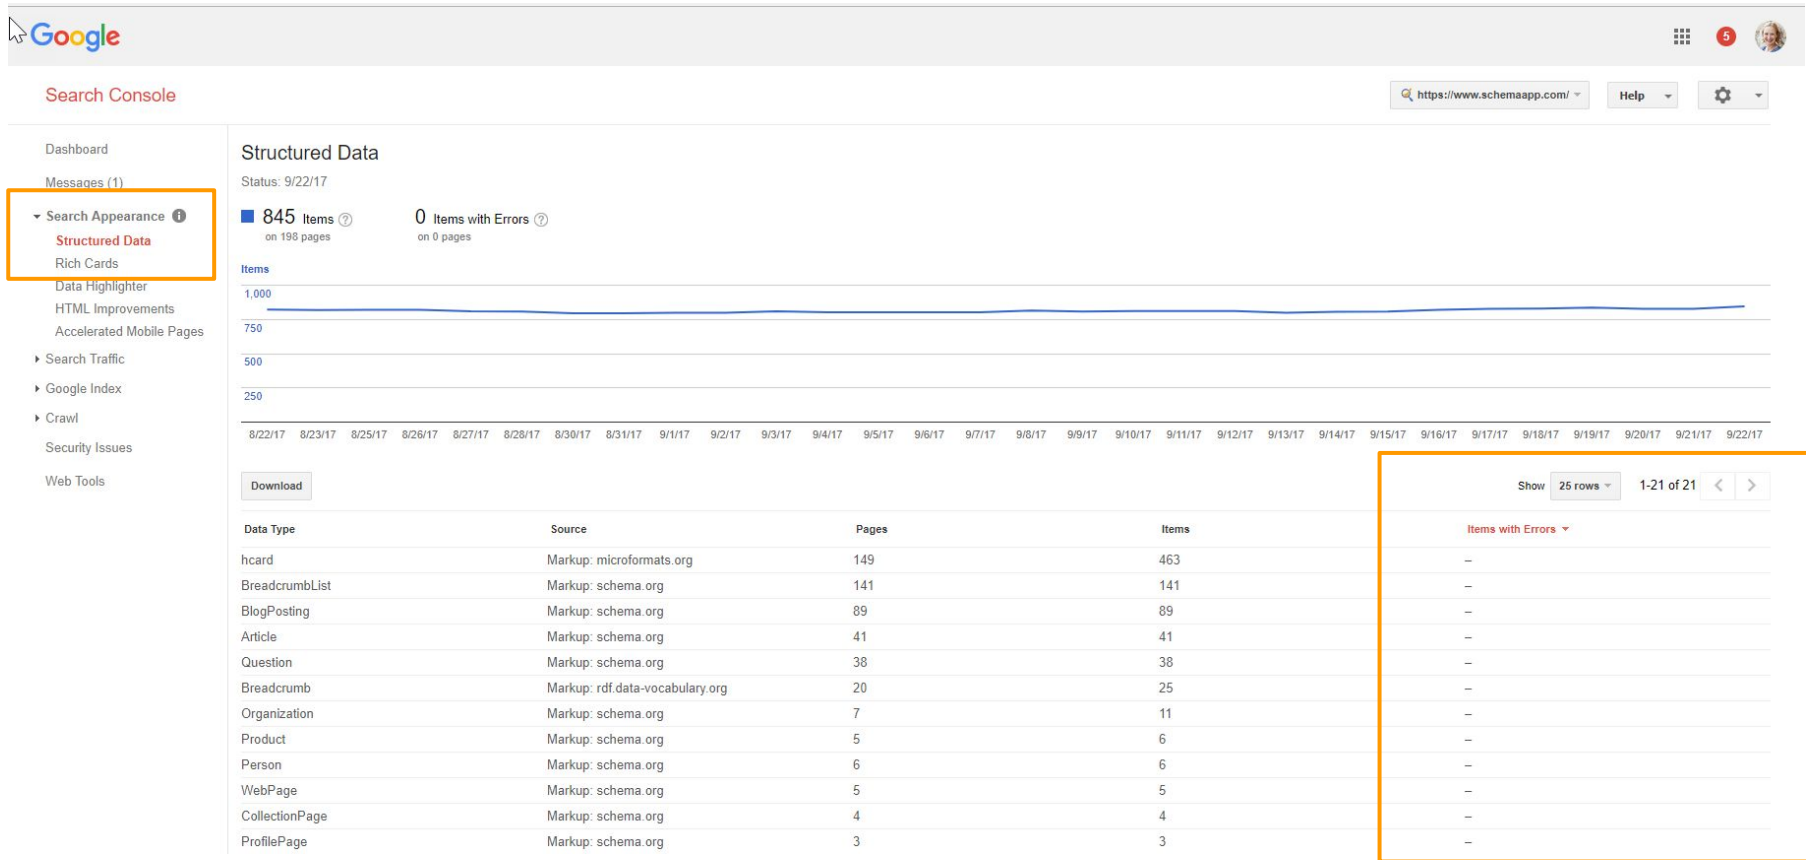 Google
5
Search Console
https://www.schemaapp.com/
Help
Dashboard
Messages (1)
Search Appearance
Structured Data
Rich Cards
Data Highlighter
HTML Improvements
Accelerated Mobile Pages
Search Traffic
Google Index
Crawl
Security Issues
Web Tools
Structured Data
Status: 9/22/17
845 Items ? 0 Items with Errors ?
on 198 pages on 0 pages
Items
1,000
750
500
250
8/22/17 8/23/17 8/25/17 8/26/17 8/27/17 8/28/17 8/30/17 8/31/17 9/1/17 9/2/17 9/3/17 9/4/17 9/5/17 9/6/17 9/7/17 9/8/17 9/9/17 9/10/17 9/11/17 9/12/17 9/13/17 9/14/17 9/15/17 9/16/17 9/17/17 9/18/17 9/19/17 9/20/17 9/21/17 9/22/17
Download Show 25 rows 1-21 of 21
Data Type Source Pages Items Items with Errors
hcard Markup: microformats.org 149 463 –
BreadcrumbList Markup: schema.org 141 141 –
BlogPosting Markup: schema.org 89 89 –
Article Markup: schema.org 41 41 –
Question Markup: schema.org 38 38 –
Breadcrumb Markup: rdf.data-vocabulary.org 20 25 –
Organization Markup: schema.org 7 11 –
Product Markup: schema.org 5 6 –
Person Markup: schema.org 6 6 –
WebPage Markup: schema.org 5 5 –
CollectionPage Markup: schema.org 4 4 –
ProfilePage Markup: schema.org 3 3 –